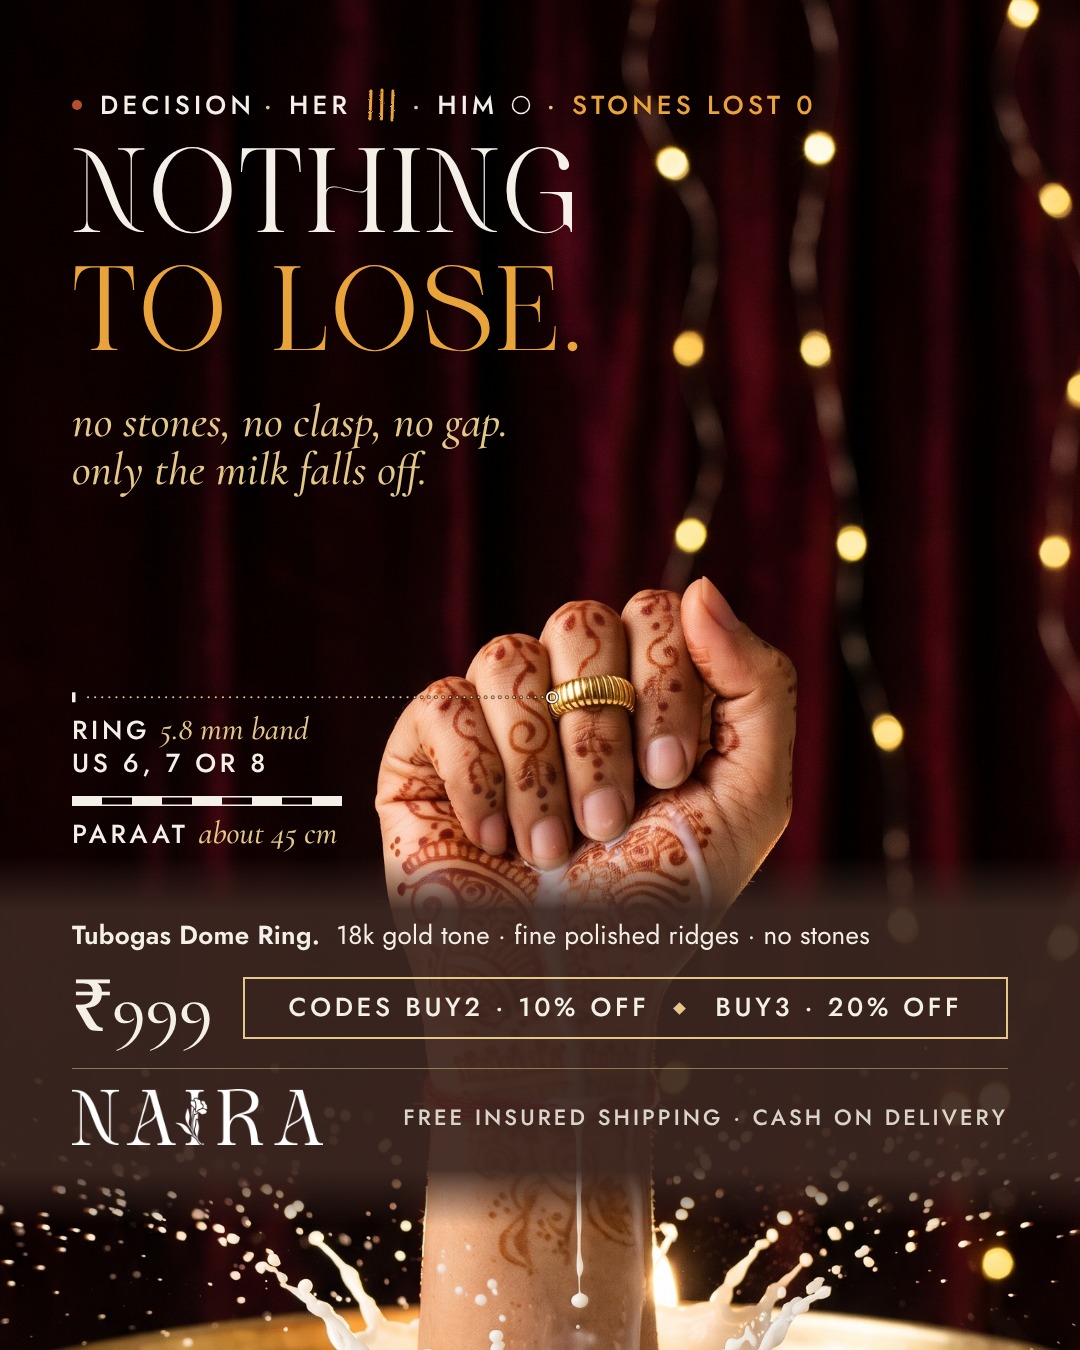 • DECISION · HER ||| · HIM ○ · STONES LOST 0
NOTHING
TO LOSE.
no stones, no clasp, no gap.
only the milk falls off.
RING 5.8 mm band
US 6, 7 OR 8
PARAAT about 45 cm
Tubogas Dome Ring. 18k gold tone · fine polished ridges · no stones
₹999
CODES BUY2 · 10% OFF ◆ BUY3 · 20% OFF
NAIRA
FREE INSURED SHIPPING · CASH ON DELIVERY